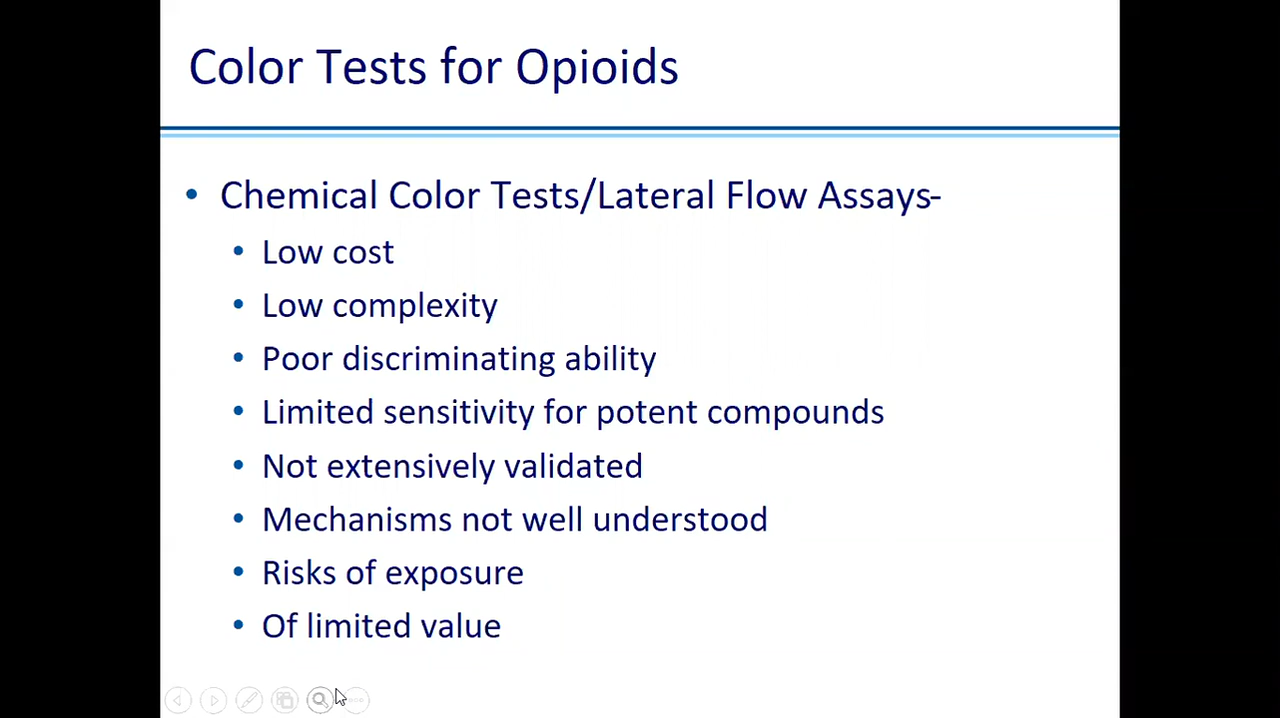 Color Tests for Opioids
• Chemical Color Tests/Lateral Flow Assays-
• Low cost
• Low complexity
• Poor discriminating ability
• Limited sensitivity for potent compounds
• Not extensively validated
• Mechanisms not well understood
• Risks of exposure
• Of limited value